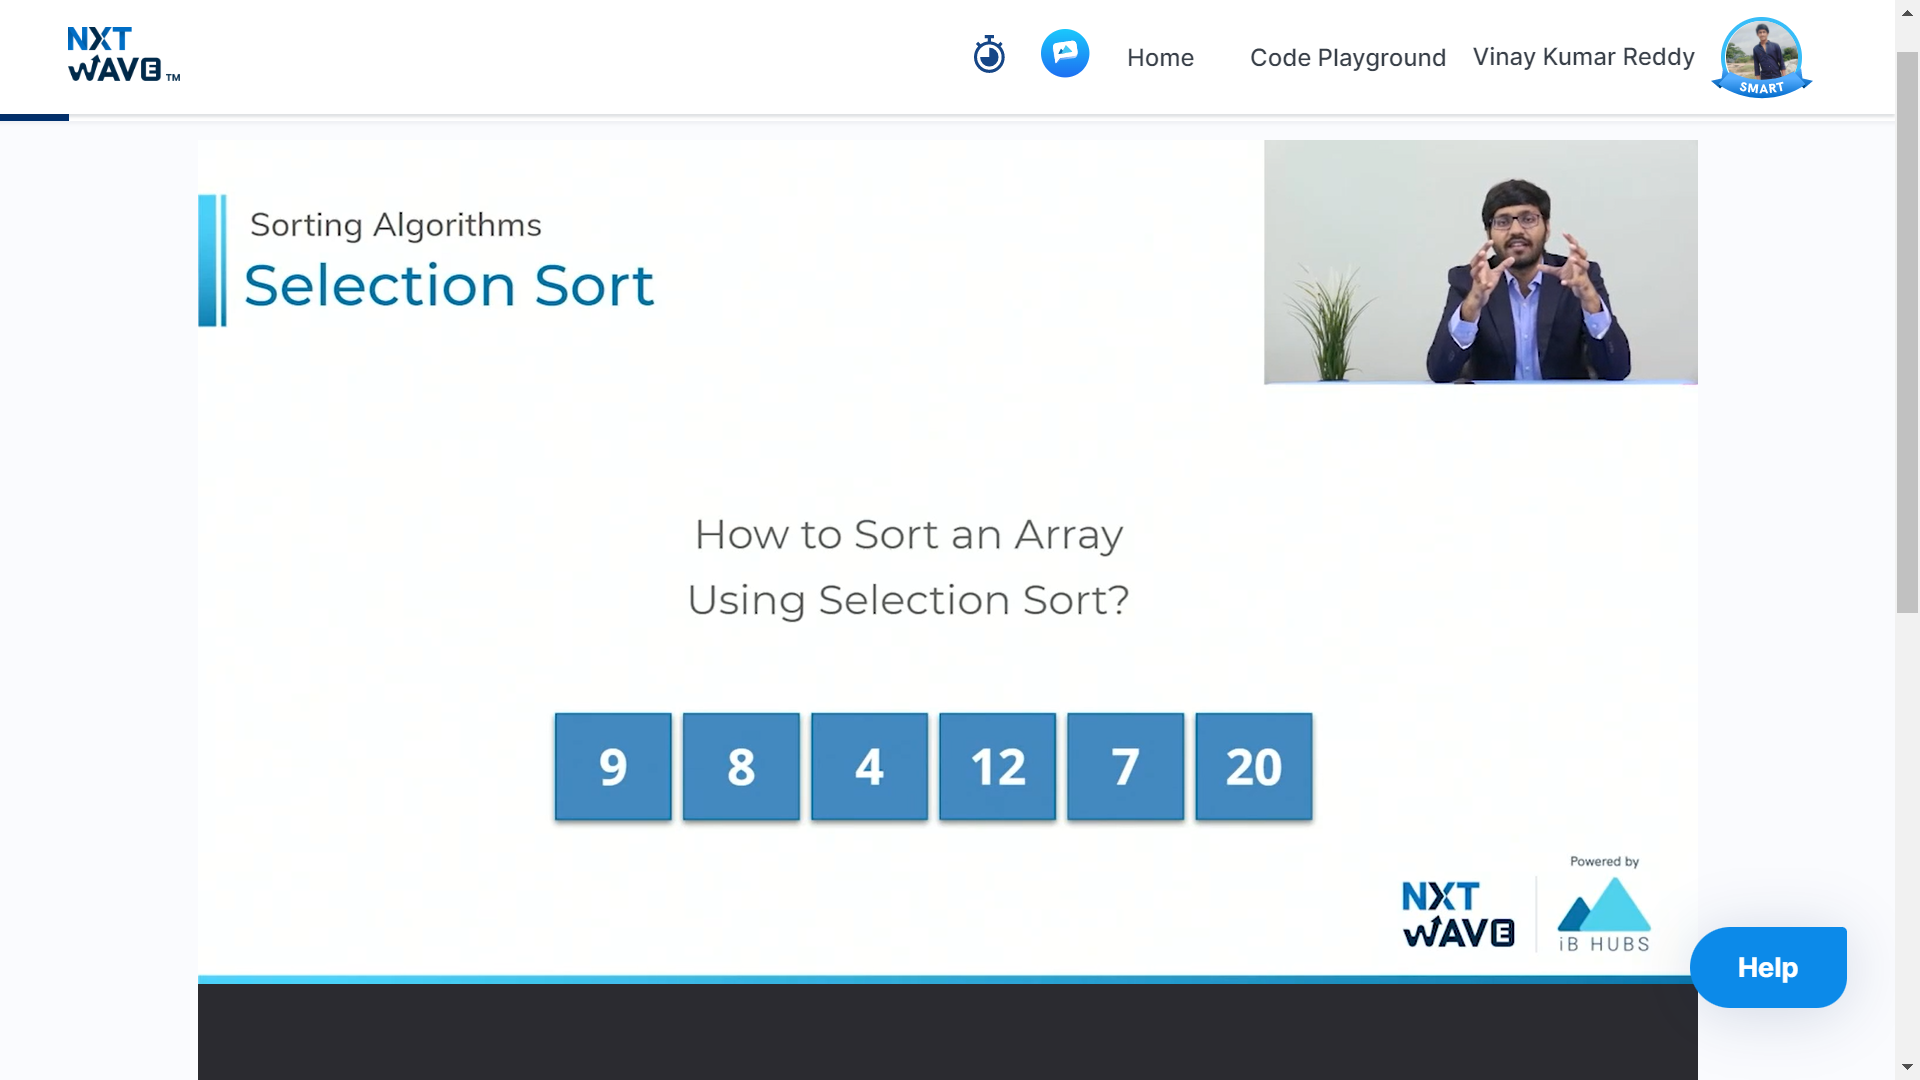 NXT
WAVE TM
Home
Code Playground
Vinay Kumar Reddy
SMART
Sorting Algorithms
Selection Sort
How to Sort an Array
Using Selection Sort?
9 8 4 12 7 20
Powered by
NXT
WAVE
iB HUBS
Help